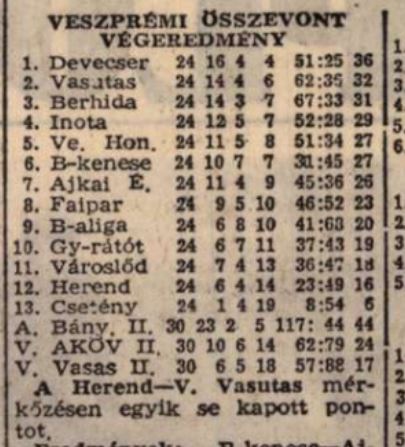 VESZPRÉMI ÖSSZEVONT
VÉGEREDMÉNY
1. Devecser 24 16 4 4 51:25 36
2. Vasutas 24 14 4 6 62:35 32
3. Berhida 24 14 3 7 67:33 31
4. Inota 24 12 5 7 52:28 29
5. Ve. Hon. 24 11 5 8 51:34 27
6. B-kenese 24 10 7 7 31:45 27
7. Ajkai É. 24 11 4 9 45:36 26
8. Faipar 24 9 5 10 46:52 23
9. B-aliga 24 6 8 10 41:63 20
10. Gy-rátót 24 6 7 11 37:43 19
11. Városlőd 24 7 4 13 36:47 18
12. Herend 24 6 4 14 23:49 16
13. Csetény 24 1 4 19 8:54 6
A. Bány. II. 30 23 2 5 117: 44 44
V. AKÖV II. 30 10 6 14 62:79 24
V. Vasas II. 30 6 5 18 57:88 17
A Herend—V. Vasutas mér-
kőzésen egyik se kapott pon-
tot.